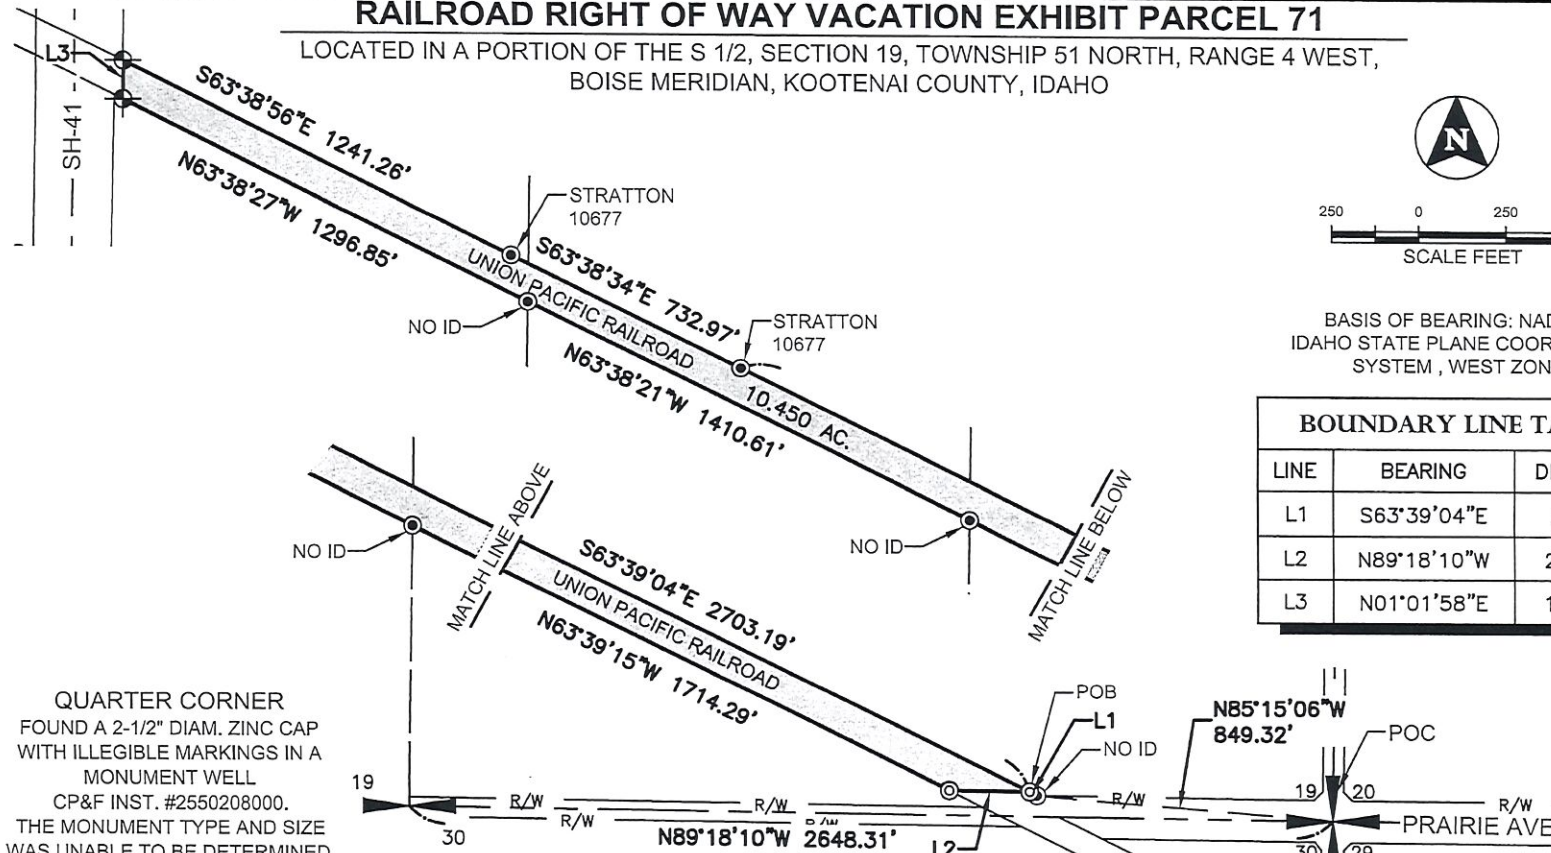 RAILROAD RIGHT OF WAY VACATION EXHIBIT PARCEL 71
LOCATED IN A PORTION OF THE S 1/2, SECTION 19, TOWNSHIP 51 NORTH, RANGE 4 WEST,
BOISE MERIDIAN, KOOTENAI COUNTY, IDAHO
L3
SH-41
S63°38'56"E 1241.26'
N63°38'27"W 1296.85'
STRATTON
10677
S63°38'34"E 732.97'
UNION PACIFIC RAILROAD
NO ID
STRATTON
10677
N63°38'21"W 1410.61'
10.450 AC.
NO ID
MATCH LINE BELOW
N
250 0 250
SCALE FEET
BASIS OF BEARING: NAD
IDAHO STATE PLANE COOR
SYSTEM , WEST ZON
BOUNDARY LINE TA
LINE BEARING D
L1 S63°39'04"E
L2 N89°18'10"W 2
L3 N01°01'58"E 1
NO ID
MATCH LINE ABOVE
S63°39'04"E 2703.19'
UNION PACIFIC RAILROAD
N63°39'15"W 1714.29'
POB
L1
NO ID
N85°15'06"W
849.32'
POC
QUARTER CORNER
FOUND A 2-1/2" DIAM. ZINC CAP
WITH ILLEGIBLE MARKINGS IN A
MONUMENT WELL
CP&F INST. #2550208000.
THE MONUMENT TYPE AND SIZE
WAS UNABLE TO BE DETERMINED
19
30
R/W
R/W
R/W
R/W
R/W
R/W
19 20
30 29
PRAIRIE AVE
N89°18'10"W 2648.31'
L2